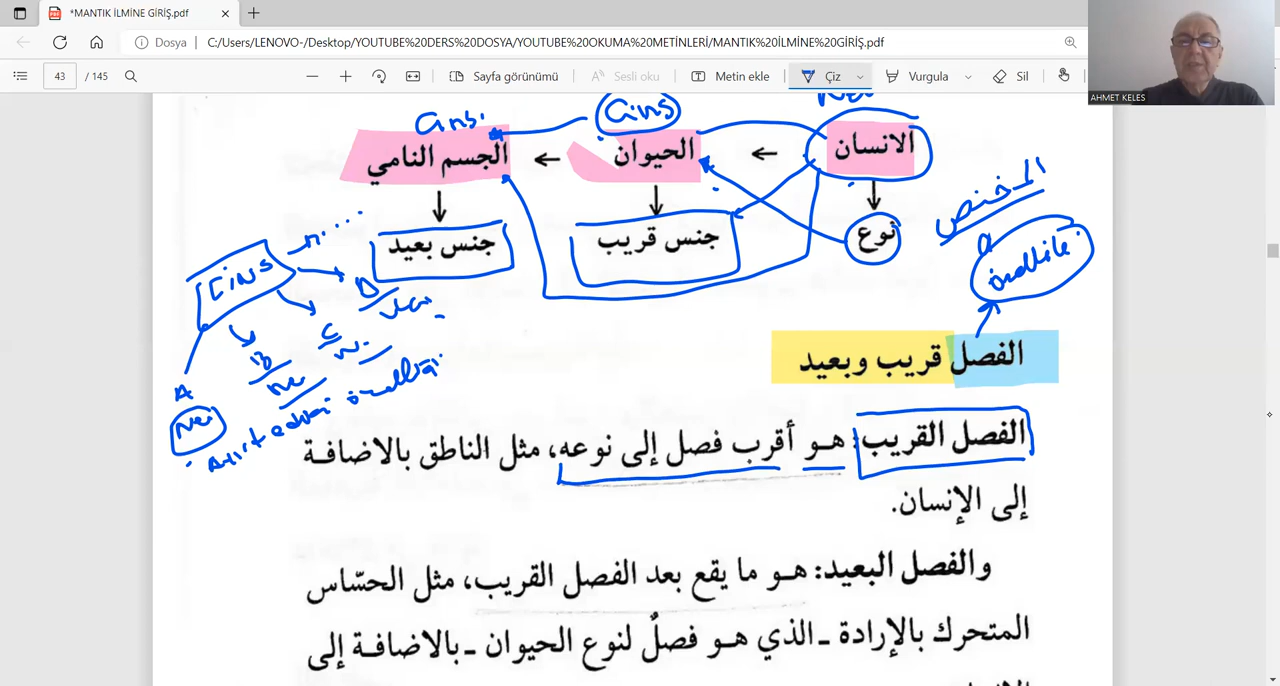 *MANTIK İLMİNE GİRİŞ.pdf
Dosya C:/Users/LENOVO-/Desktop/YOUTUBE%20DERS%20DOSYA/YOUTUBE%20OKUMA%20METİNLERİ/MANTIK%20İLMİNE%20GİRİŞ.pdf
43 / 145 Sayfa görünümü Sesli oku Metin ekle Çiz Vurgula Sil
AHMET KELES
Cins. Cins
الانسان ← الحيوان ← الجسم النامي
نوع جنس قريب جنس بعيد
المختص
CiNS
A B C D
الفصل قريب وبعيد
الفصل القريب: هو أقرب فصل إلى نوعه، مثل الناطق بالاضافة
إلى الإنسان.
والفصل البعيد: هو ما يقع بعد الفصل القريب، مثل الحسّاس
المتحرك بالإرادة ـ الذي هو فصلٌ لنوع الحيوان ـ بالاضافة إلى